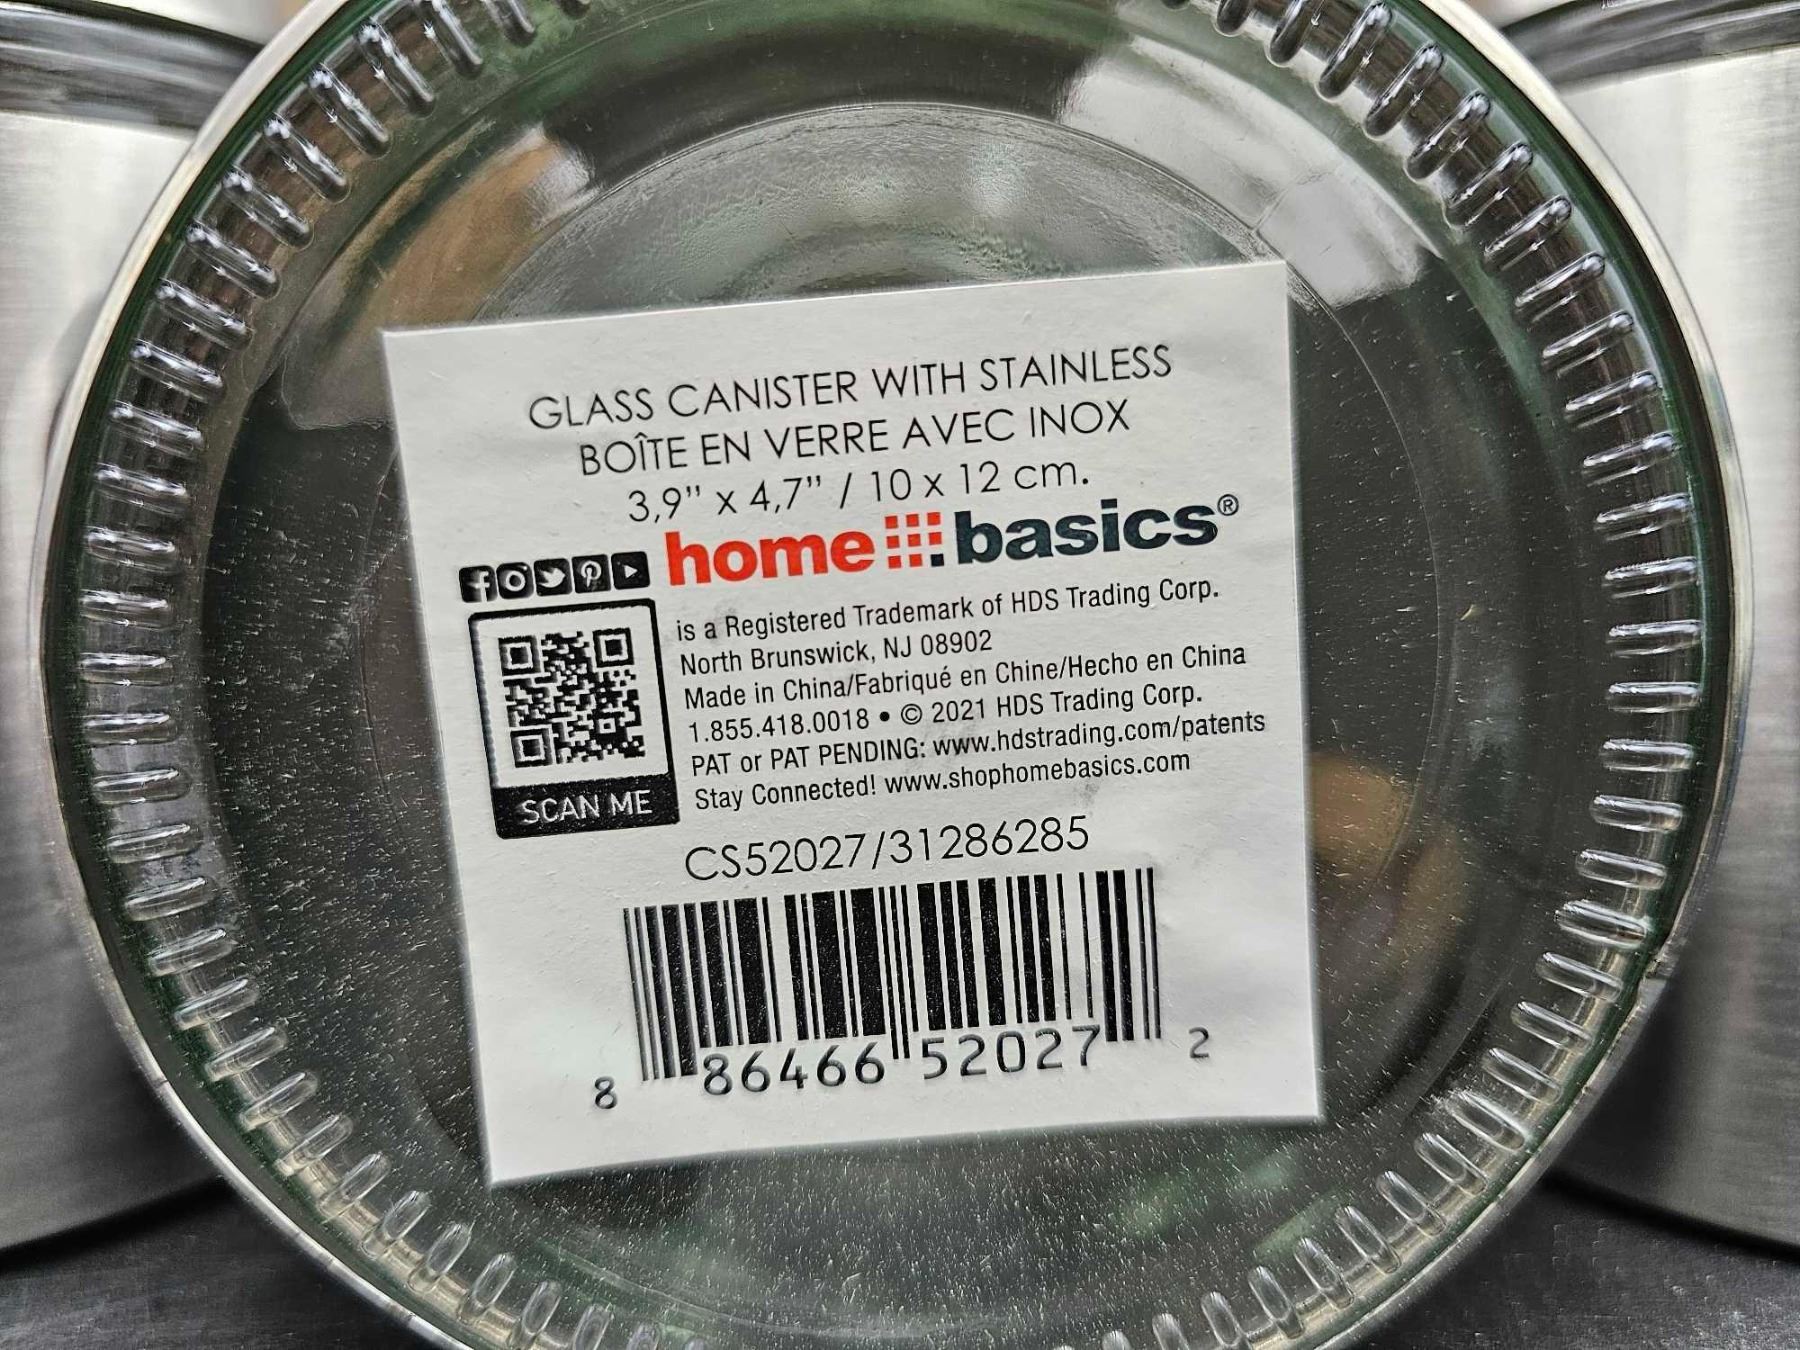 GLASS CANISTER WITH STAINLESS
BOÎTE EN VERRE AVEC INOX
3,9" x 4,7" / 10 x 12 cm.
home basics®
is a Registered Trademark of HDS Trading Corp.
North Brunswick, NJ 08902
Made in China/Fabriqué en Chine/Hecho en China
1.855.418.0018 • © 2021 HDS Trading Corp.
PAT or PAT PENDING: www.hdstrading.com/patents
Stay Connected! www.shophomebasics.com
SCAN ME
CS52027/31286285
8 86466 52027 2